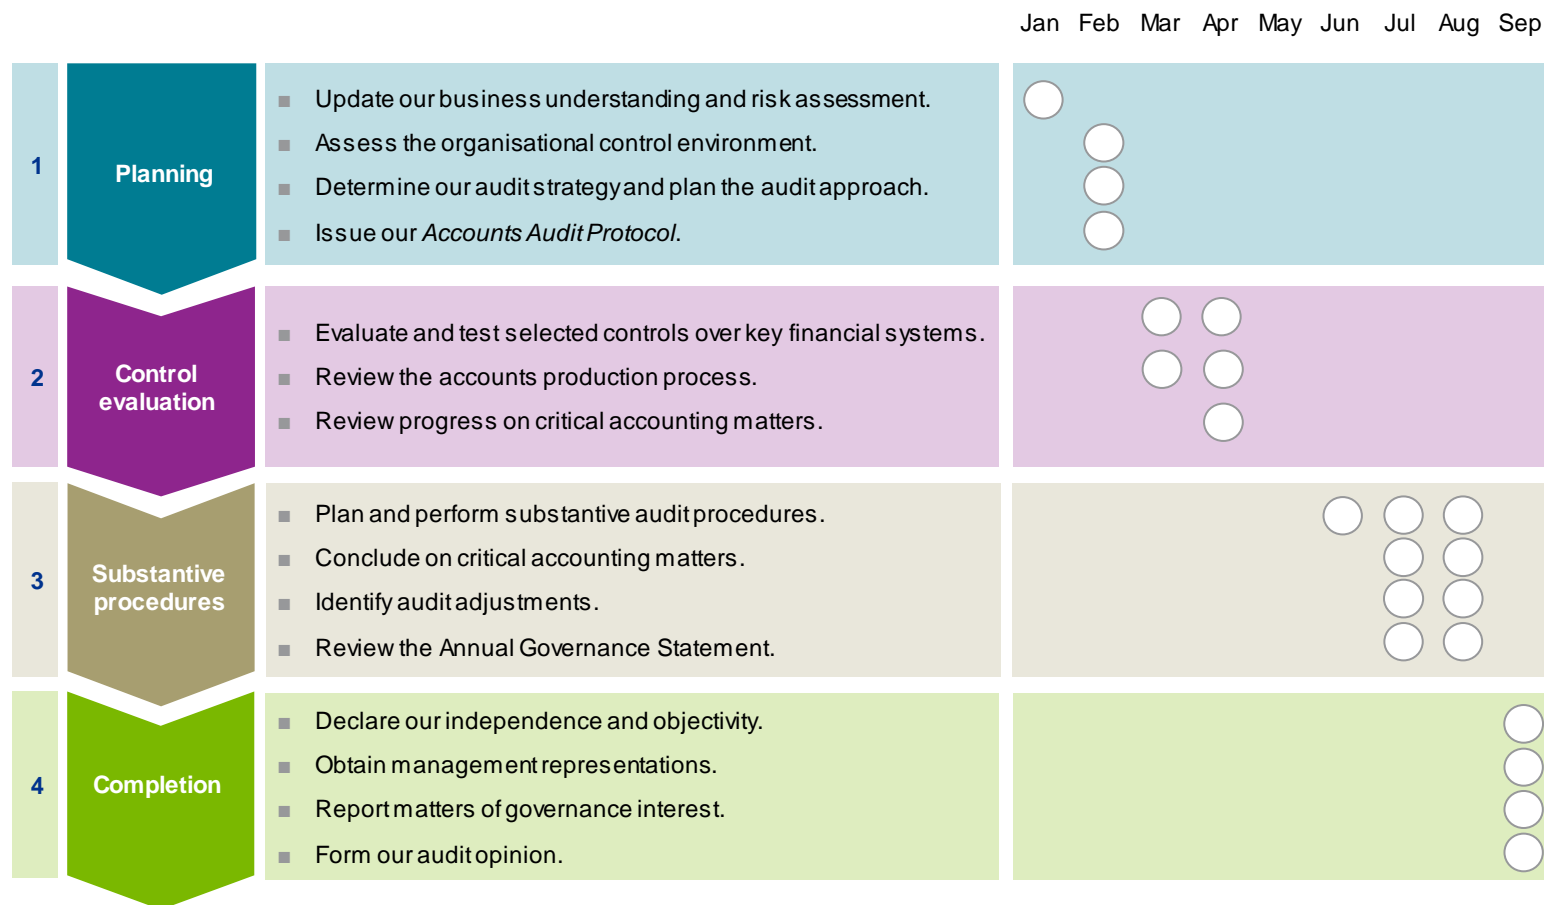 Jan Feb Mar Apr May Jun Jul Aug Sep
1
Planning
Update our business understanding and risk assessment.
Assess the organisational control environment.
Determine our audit strategy and plan the audit approach.
Issue our Accounts Audit Protocol.
2
Control
evaluation
Evaluate and test selected controls over key financial systems.
Review the accounts production process.
Review progress on critical accounting matters.
3
Substantive
procedures
Plan and perform substantive audit procedures.
Conclude on critical accounting matters.
Identify audit adjustments.
Review the Annual Governance Statement.
4
Completion
Declare our independence and objectivity.
Obtain management representations.
Report matters of governance interest.
Form our audit opinion.